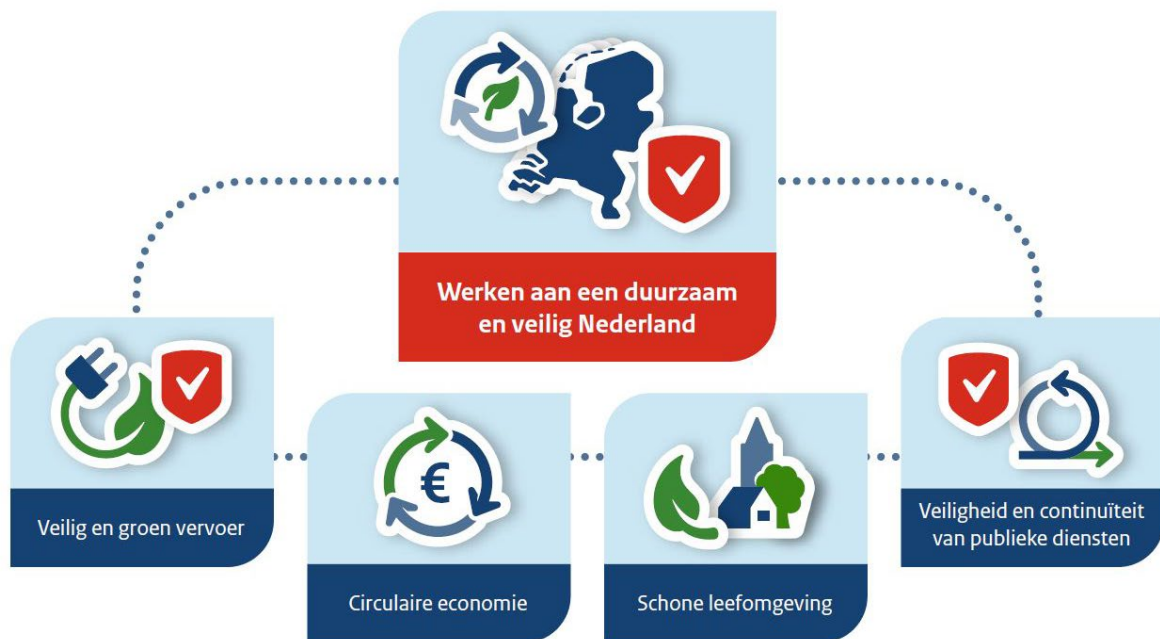 Werken aan een duurzaam
en veilig Nederland
Veilig en groen vervoer
€
Circulaire economie
Schone leefomgeving
Veiligheid en continuïteit
van publieke diensten